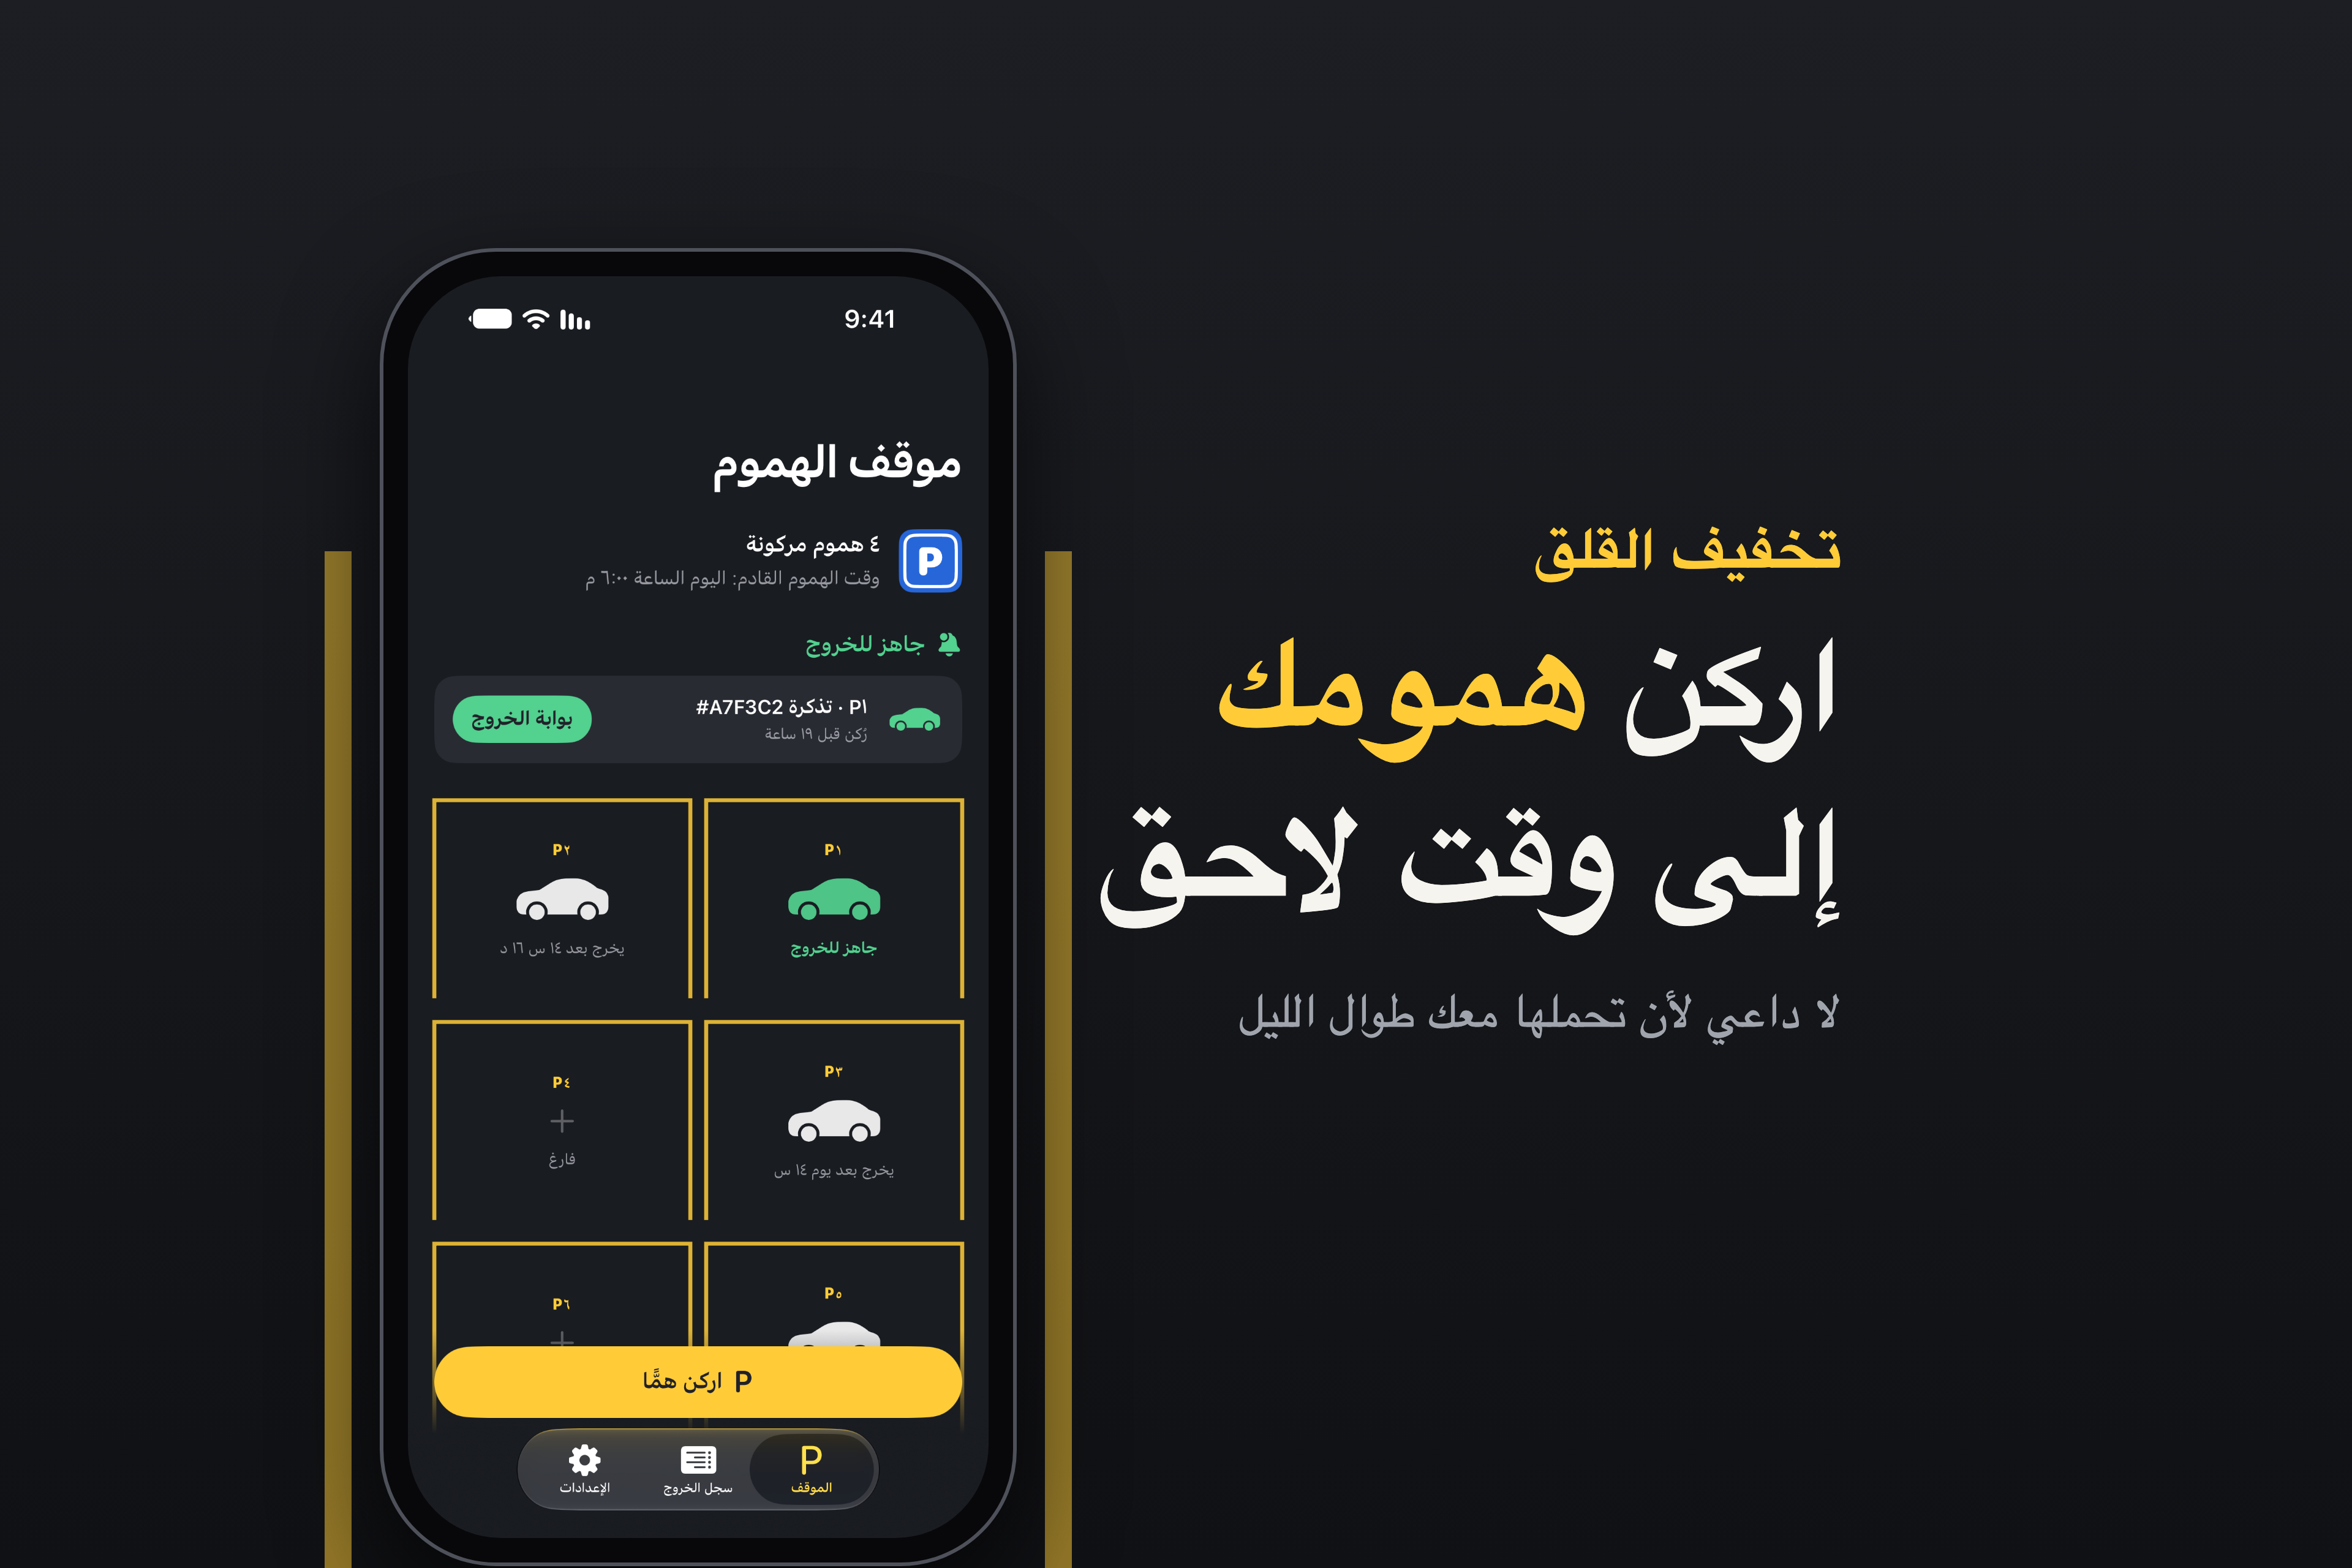 تخفيف القلق
اركن همومك
إلى وقت لاحق
لا داعي لأن تحملها معك طوال الليل
9:41
موقف الهموم
P
٤ هموم مركونة
وقت الهموم القادم: اليوم الساعة ٦:٠٠ م
جاهز للخروج
P١ · تذكرة #A7F3C2
رُكن قبل ١٩ ساعة
بوابة الخروج
P١
جاهز للخروج
P٢
يخرج بعد ١٤ س ١٦ د
P٣
يخرج بعد يوم ١٤ س
P٤
فارغ
P٥
P٦
P اركن همًّا
P
الموقف
سجل الخروج
الإعدادات